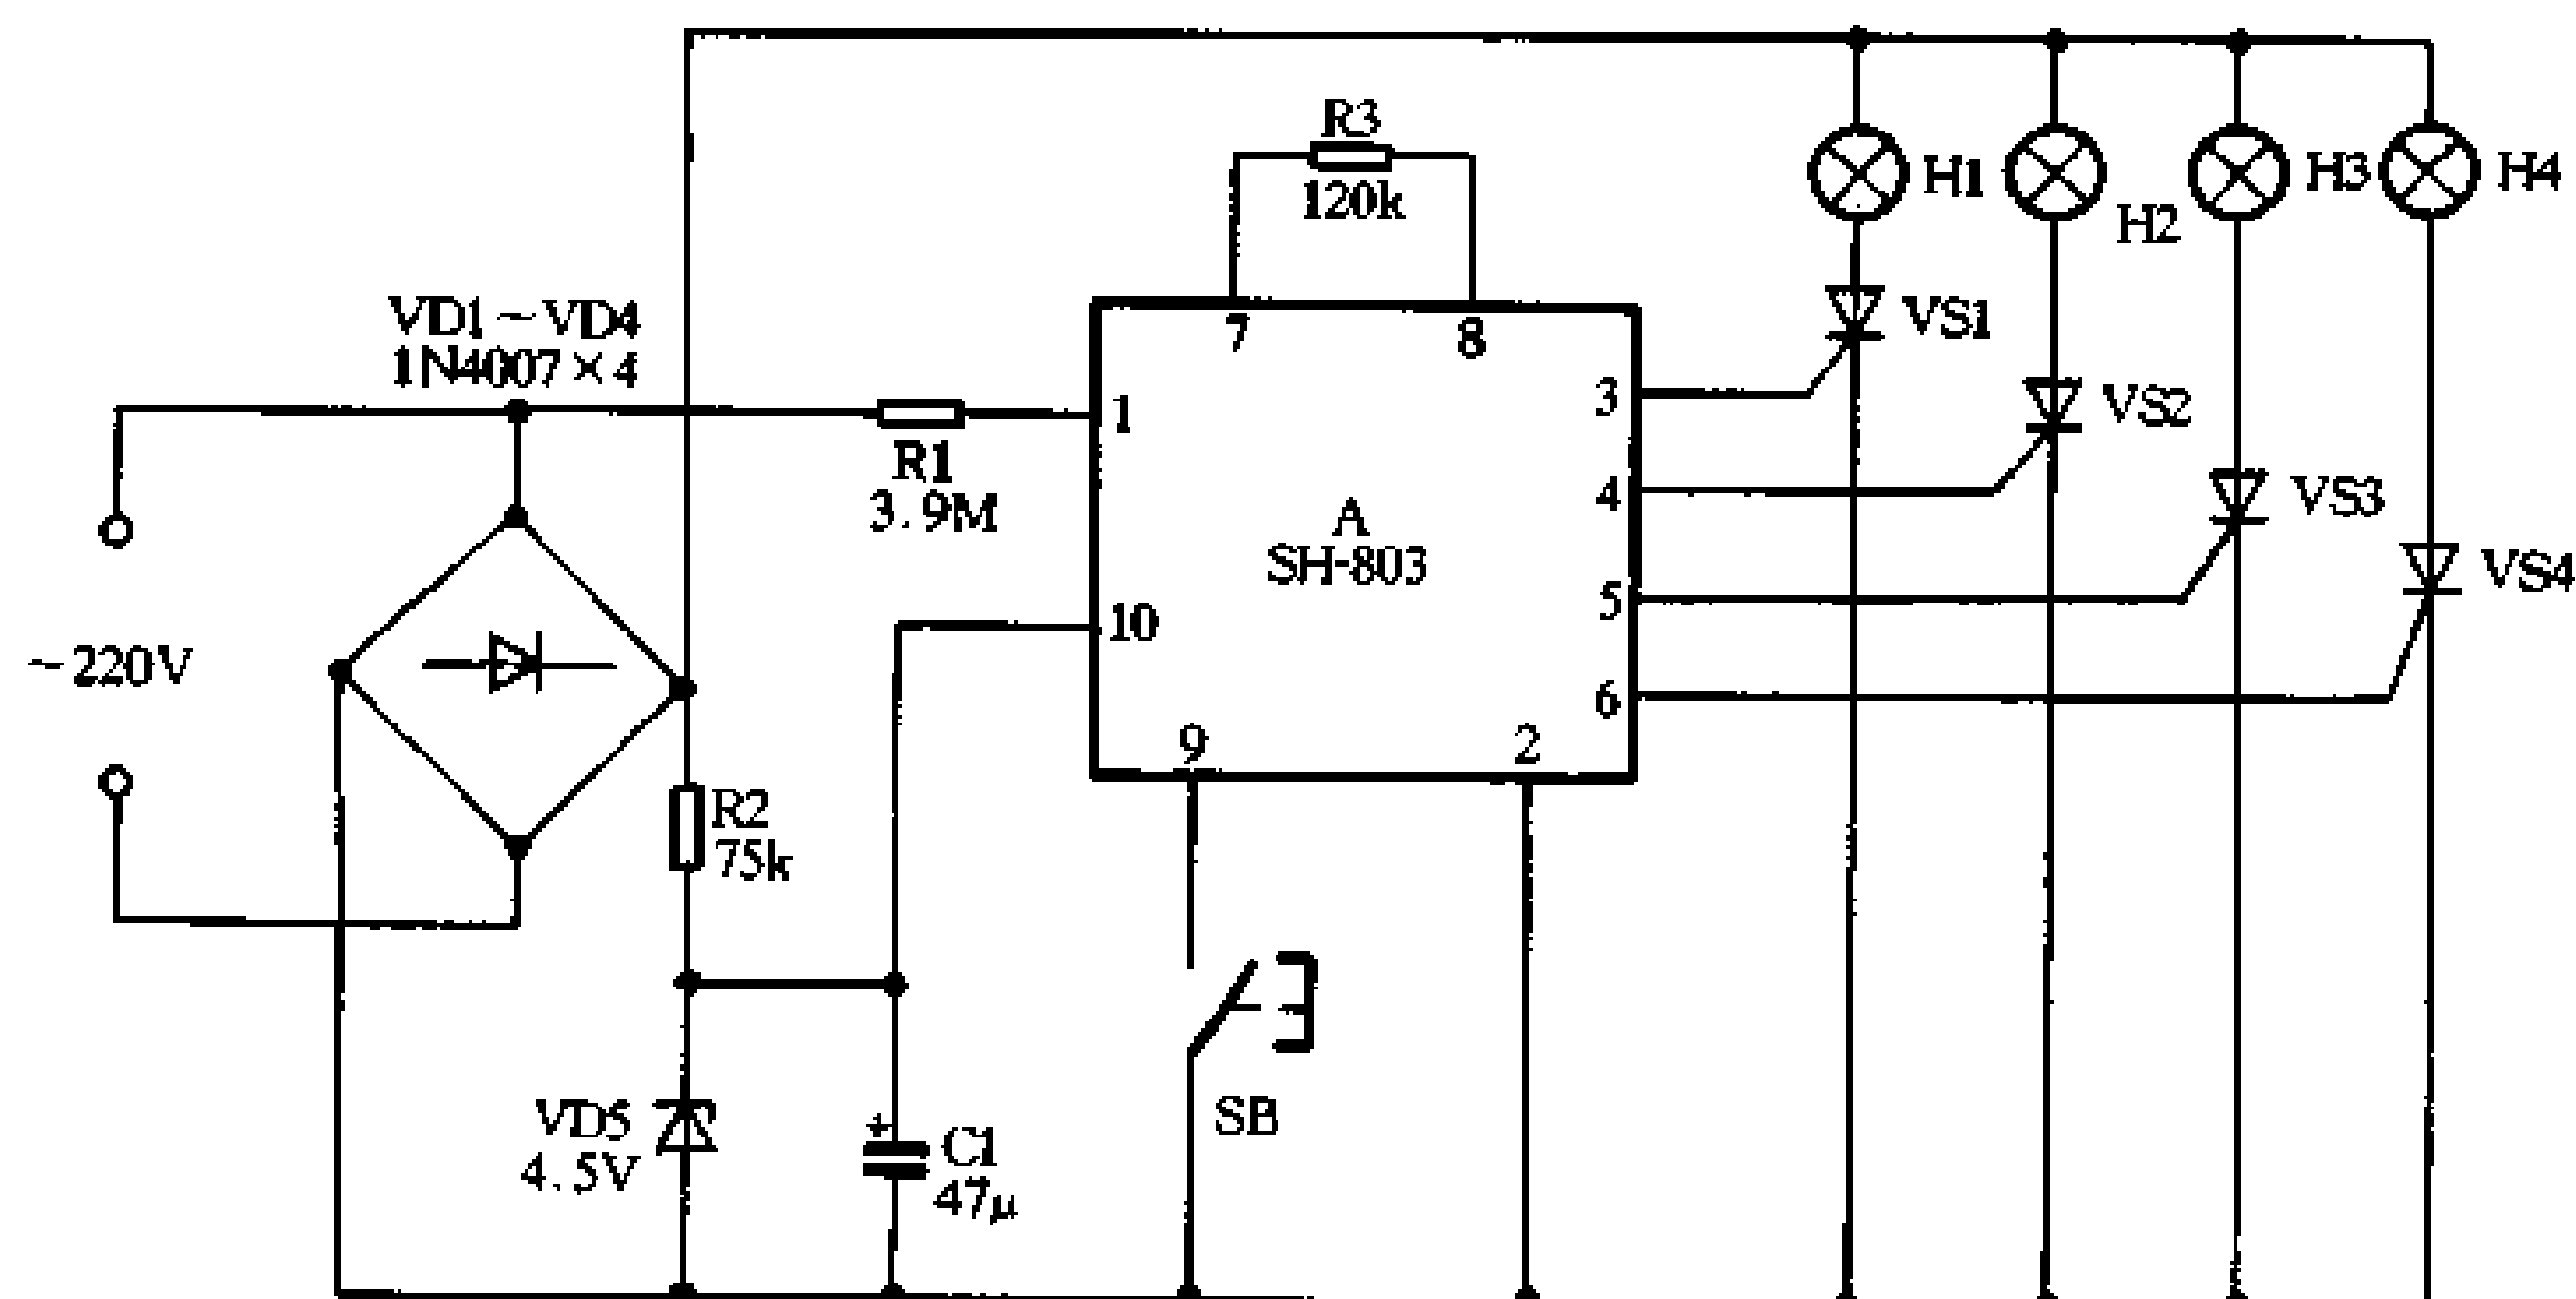 R3
120k
H1
H2
H3
H4
VD1~VD4
1N4007×4
7
8
VS1
VS2
VS3
VS4
1
3
R1
3.9M
4
A
SH-803
5
10
6
~220V
9
2
R2
75k
VD5
4.5V
+
C1
47μ
SB